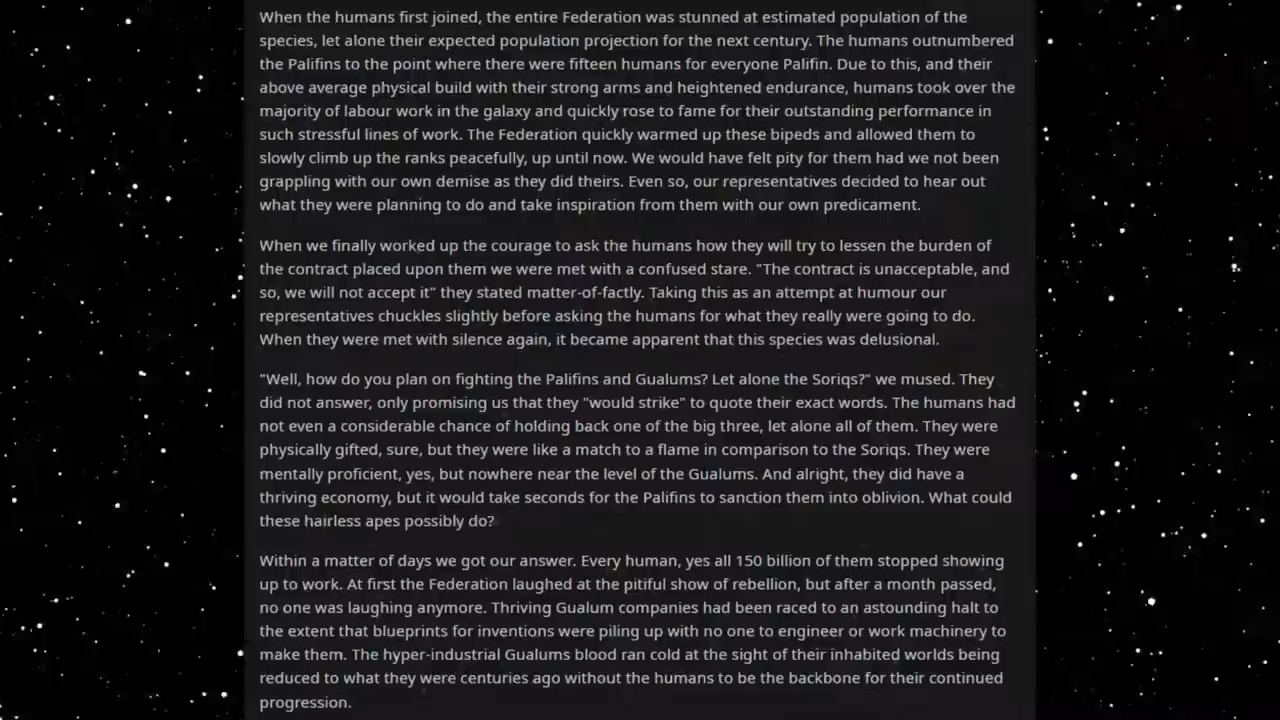 When the humans first joined, the entire Federation was stunned at estimated population of the
species, let alone their expected population projection for the next century. The humans outnumbered
the Palifins to the point where there were fifteen humans for everyone Palifin. Due to this, and their
above average physical build with their strong arms and heightened endurance, humans took over the
majority of labour work in the galaxy and quickly rose to fame for their outstanding performance in
such stressful lines of work. The Federation quickly warmed up these bipeds and allowed them to
slowly climb up the ranks peacefully, up until now. We would have felt pity for them had we not been
grappling with our own demise as they did theirs. Even so, our representatives decided to hear out
what they were planning to do and take inspiration from them with our own predicament.
When we finally worked up the courage to ask the humans how they will try to lessen the burden of
the contract placed upon them we were met with a confused stare. "The contract is unacceptable, and
so, we will not accept it" they stated matter-of-factly. Taking this as an attempt at humour our
representatives chuckles slightly before asking the humans for what they really were going to do.
When they were met with silence again, it became apparent that this species was delusional.
"Well, how do you plan on fighting the Palifins and Gualums? Let alone the Soriqs?" we mused. They
did not answer, only promising us that they "would strike" to quote their exact words. The humans had
not even a considerable chance of holding back one of the big three, let alone all of them. They were
physically gifted, sure, but they were like a match to a flame in comparison to the Soriqs. They were
mentally proficient, yes, but nowhere near the level of the Gualums. And alright, they did have a
thriving economy, but it would take seconds for the Palifins to sanction them into oblivion. What could
these hairless apes possibly do?
Within a matter of days we got our answer. Every human, yes all 150 billion of them stopped showing
up to work. At first the Federation laughed at the pitiful show of rebellion, but after a month passed,
no one was laughing anymore. Thriving Gualum companies had been raced to an astounding halt to
the extent that blueprints for inventions were piling up with no one to engineer or work machinery to
make them. The hyper-industrial Gualums blood ran cold at the sight of their inhabited worlds being
reduced to what they were centuries ago without the humans to be the backbone for their continued
progression.